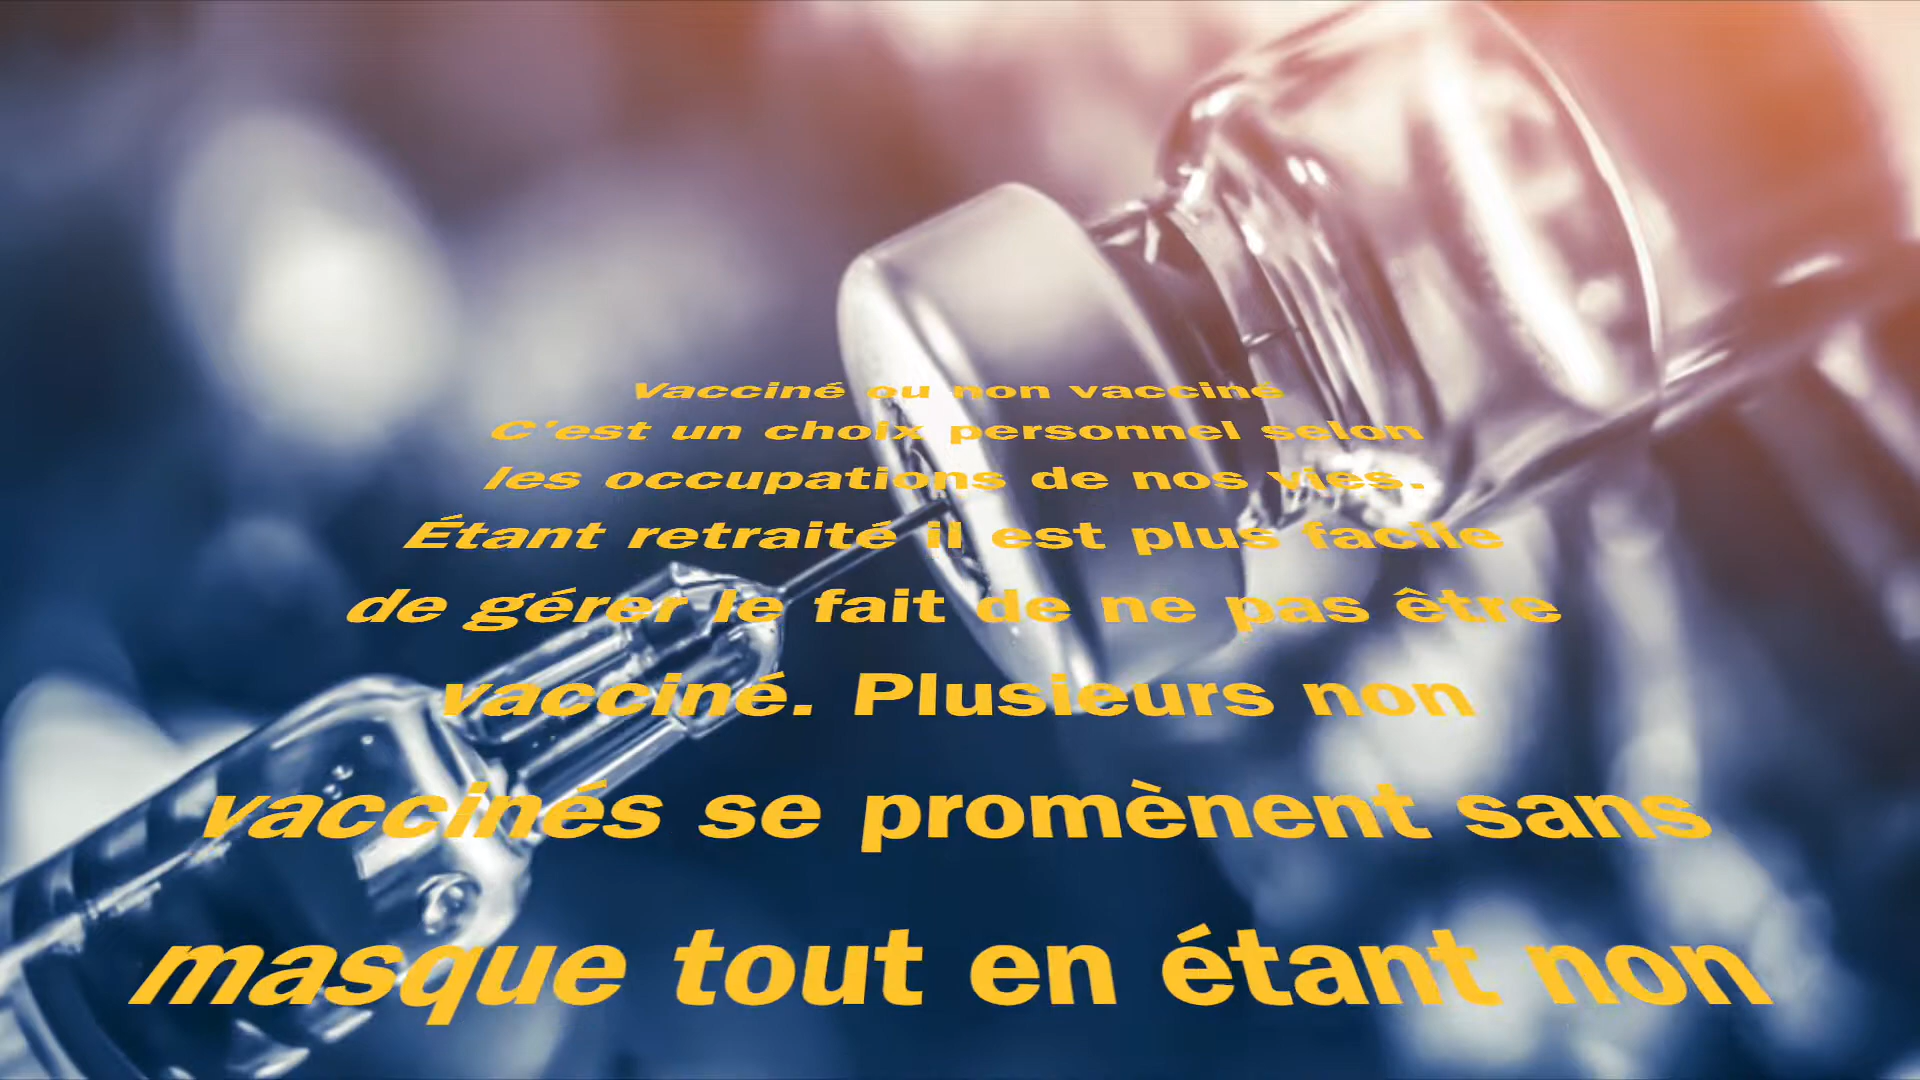 Vacciné ou non vacciné
C'est un choix personnel selon
les occupations de nos vies.
Étant retraité il est plus facile
de gérer le fait de ne pas être
vacciné. Plusieurs non
vaccinés se promènent sans
masque tout en étant non